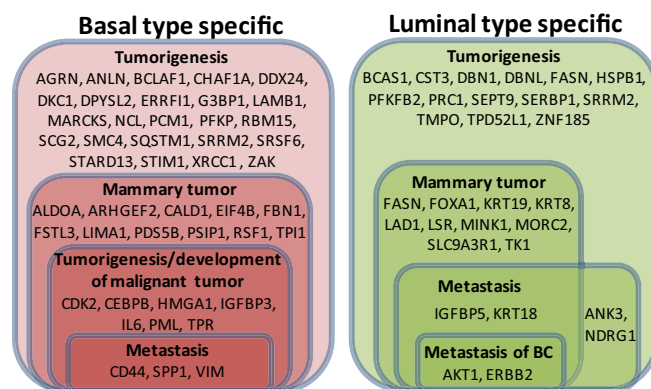 Basal type specific
Tumorigenesis
AGRN, ANLN, BCLAF1, CHAF1A, DDX24,
DKC1, DPYSL2, ERRFI1, G3BP1, LAMB1,
MARCKS, NCL, PCM1, PFKP, RBM15,
SCG2, SMC4, SQSTM1, SRRM2, SRSF6,
STARD13, STIM1, XRCC1 , ZAK
Mammary tumor
ALDOA, ARHGEF2, CALD1, EIF4B, FBN1,
FSTL3, LIMA1, PDS5B, PSIP1, RSF1, TPI1
Tumorigenesis/development
of malignant tumor
CDK2, CEBPB, HMGA1, IGFBP3,
IL6, PML, TPR
Metastasis
CD44, SPP1, VIM
Luminal type specific
Tumorigenesis
BCAS1, CST3, DBN1, DBNL, FASN, HSPB1,
PFKFB2, PRC1, SEPT9, SERBP1, SRRM2,
TMPO, TPD52L1, ZNF185
Mammary tumor
FASN, FOXA1, KRT19, KRT8,
LAD1, LSR, MINK1, MORC2,
SLC9A3R1, TK1
Metastasis
IGFBP5, KRT18
ANK3,
NDRG1
Metastasis of BC
AKT1, ERBB2